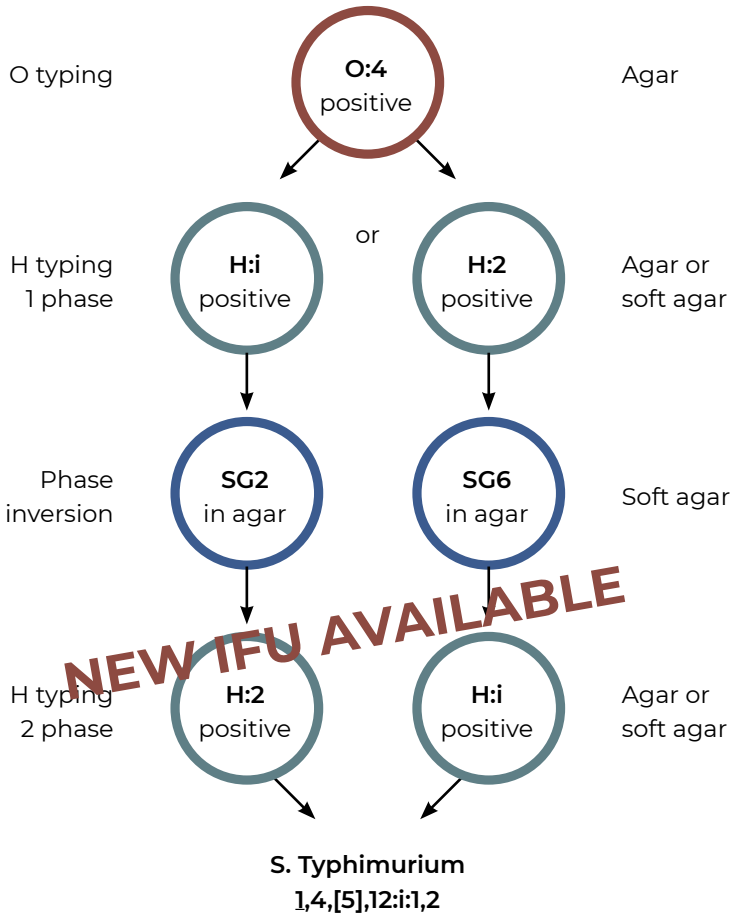 O:4
positive
O typing
Agar
or
H typing
1 phase
H:i
positive
H:2
positive
Agar or
soft agar
Phase
inversion
SG2
in agar
SG6
in agar
Soft agar
NEW IFU AVAILABLE
H typing
2 phase
H:2
positive
H:i
positive
Agar or
soft agar
S. Typhimurium
1,4,[5],12:i:1,2